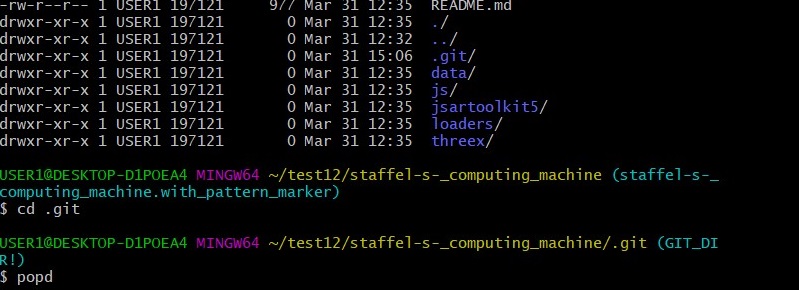 -rw-r--r-- 1 USER1 197121     977 Mar 31 12:35  README.md
drwxr-xr-x 1 USER1 197121       0 Mar 31 12:35  ./
drwxr-xr-x 1 USER1 197121       0 Mar 31 12:32  ../
drwxr-xr-x 1 USER1 197121       0 Mar 31 15:06  .git/
drwxr-xr-x 1 USER1 197121       0 Mar 31 12:35  data/
drwxr-xr-x 1 USER1 197121       0 Mar 31 12:35  js/
drwxr-xr-x 1 USER1 197121       0 Mar 31 12:35  jsartoolkit5/
drwxr-xr-x 1 USER1 197121       0 Mar 31 12:35  loaders/
drwxr-xr-x 1 USER1 197121       0 Mar 31 12:35  threex/
USER1@DESKTOP-D1POEA4 MINGW64 ~/test12/staffel-s-_computing_machine (staffel-s-_
computing_machine.with_pattern_marker)
$ cd .git
USER1@DESKTOP-D1POEA4 MINGW64 ~/test12/staffel-s-_computing_machine/.git (GIT_DI
R!)
$ popd